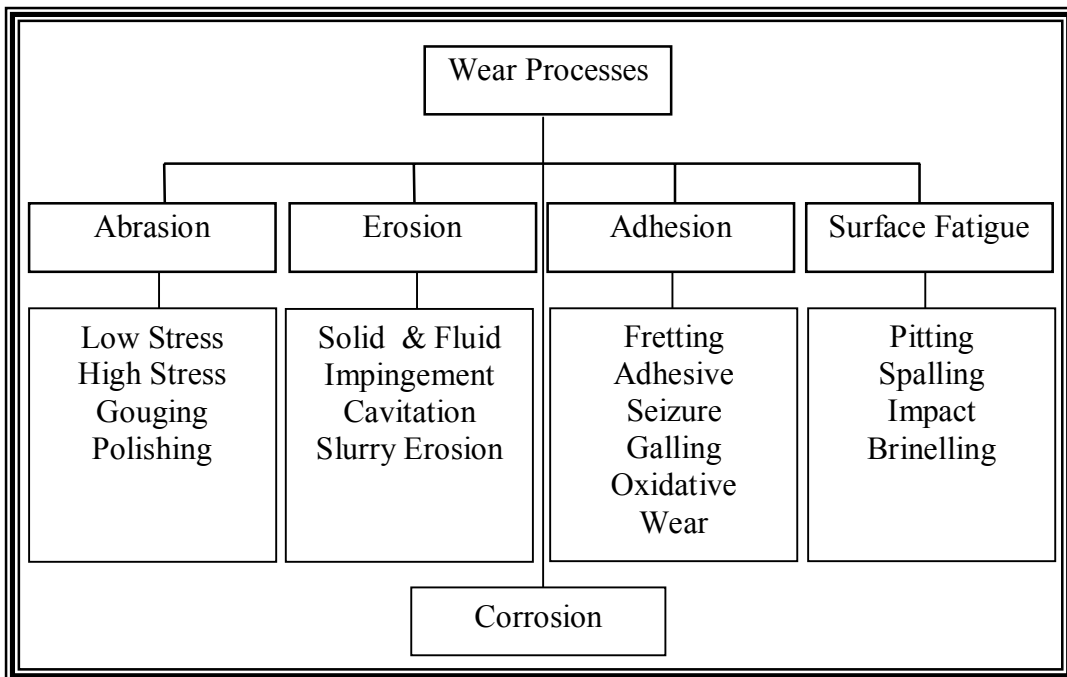 Wear Processes
Abrasion
Erosion
Adhesion
Surface Fatigue
Low Stress
High Stress
Gouging
Polishing
Solid & Fluid
Impingement
Cavitation
Slurry Erosion
Fretting
Adhesive
Seizure
Galling
Oxidative
Wear
Pitting
Spalling
Impact
Brinelling
Corrosion